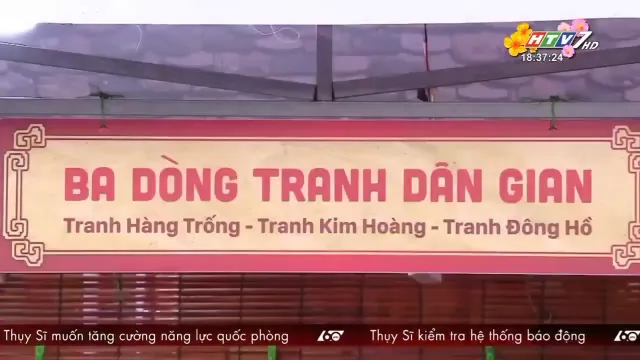 HTV7 HD
18:37:24
BA DÒNG TRANH DÂN GIAN
Tranh Hàng Trống - Tranh Kim Hoàng - Tranh Đông Hồ
Thụy Sĩ muốn tăng cường năng lực quốc phòng 60 Thụy Sĩ kiểm tra hệ thống báo động